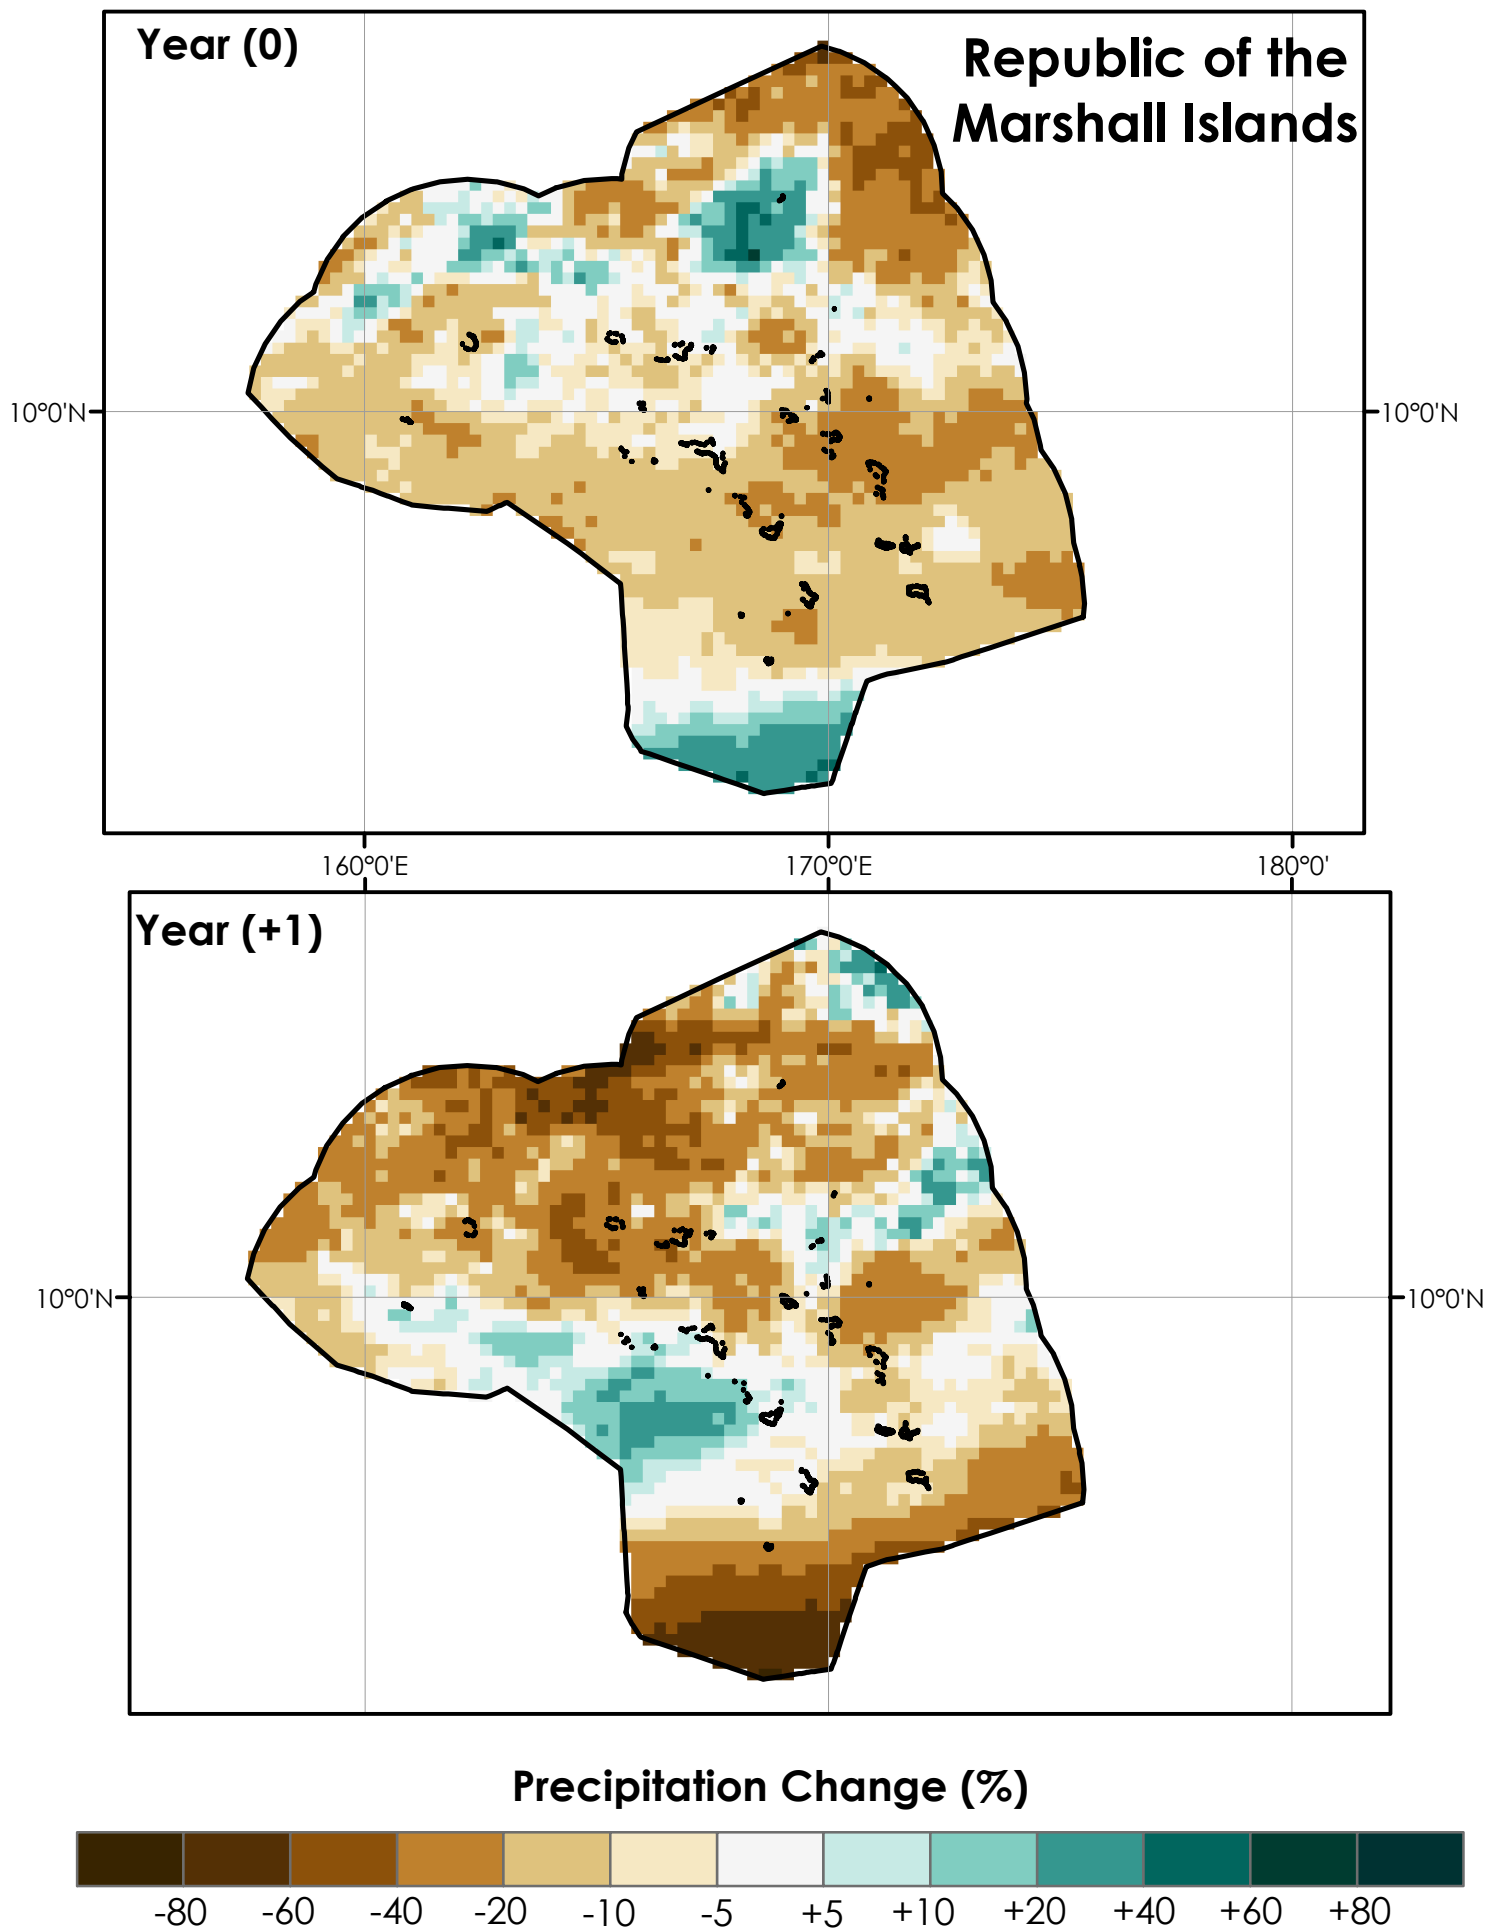 Year (0)
Republic of the
Marshall Islands
10°0'N
10°0'N
160°0'E
170°0'E
180°0'
Year (+1)
10°0'N
10°0'N
Precipitation Change (%)
-80 -60 -40 -20 -10 -5 +5 +10 +20 +40 +60 +80